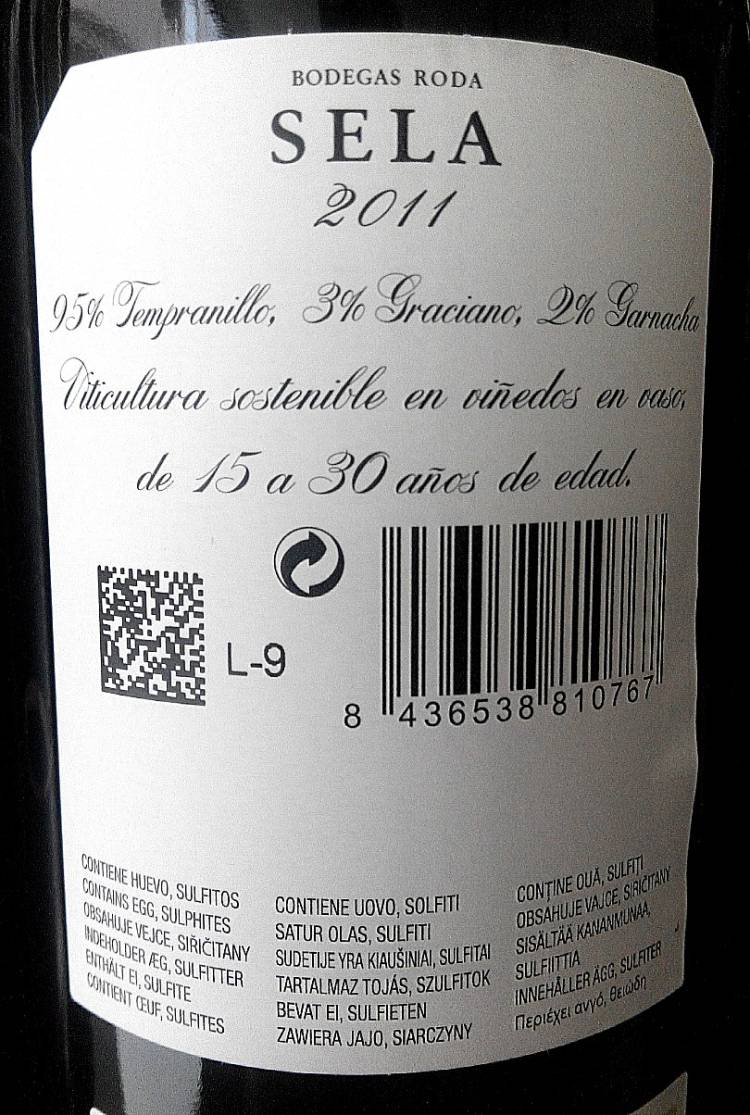 BODEGAS RODA
SELA
2011
95% Tempranillo, 3% Graciano, 2% Garnacha
Viticultura sostenible en viñedos en vaso,
de 15 a 30 años de edad.
L-9
8 436538 810767
CONTIENE HUEVO, SULFITOS
CONTAINS EGG, SULPHITES
OBSAHUJE VEJCE, SIŘIČITANY
INDEHOLDER ÆG, SULFITTER
ENTHÄLT EI, SULFITE
CONTIENT ŒUF, SULFITES
CONTIENE UOVO, SOLFITI
SATUR OLAS, SULFITI
SUDETIJE YRA KIAUŠINIAI, SULFITAI
TARTALMAZ TOJÁS, SZULFITOK
BEVAT EI, SULFIETEN
ZAWIERA JAJO, SIARCZYNY
CONȚINE OUĂ, SULFIȚI
OBSAHUJE VAJCE, SIRIČITANY
SISÄLTÄÄ KANANMUNAA,
SULFIITTIA
INNEHÅLLER ÄGG, SULFITER
Περιέχει αυγό, θειώδη